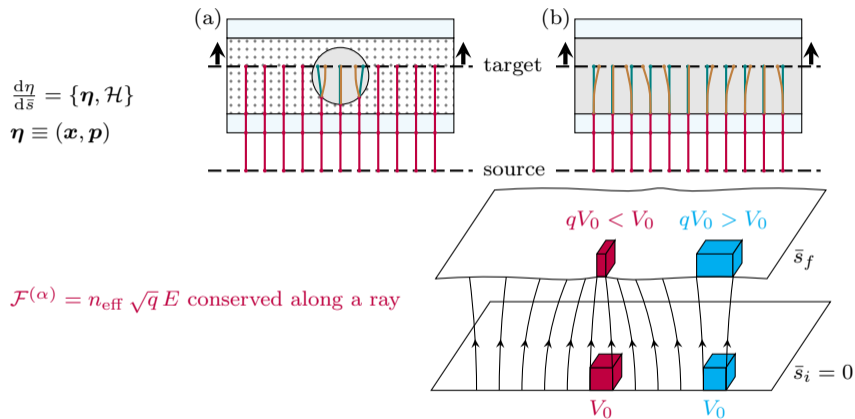 (a)
(b)
target
dη/ds̄ = {η, ℋ}
η ≡ (x, p)
source
qV₀ < V₀
qV₀ > V₀
s̄_f
ℱ^(α) = n_eff √q E conserved along a ray
s̄_i = 0
V₀
V₀